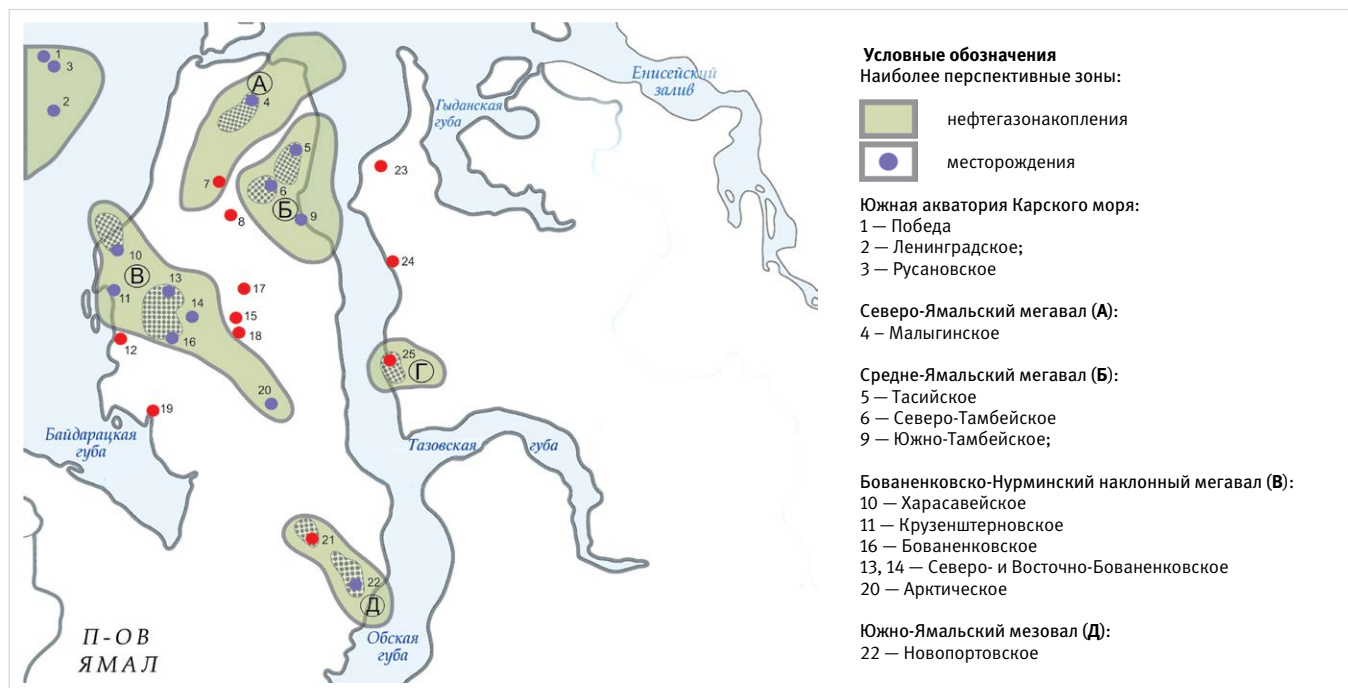 1
3
2
А
4
Енисейский
залив
Гыданская
губа
5
23
7
6
Б
9
8
24
10
В
13
17
11
14
15
18
12
16
25
Г
20
19
Байдарацкая
губа
Тазовская губа
21
22
Д
Обская
губа
П-ОВ
ЯМАЛ
Условные обозначения
Наиболее перспективные зоны:
нефтегазонакопления
месторождения
Южная акватория Карского моря:
1 — Победа
2 — Ленинградское;
3 — Русановское
Северо-Ямальский мегавал (А):
4 – Малыгинское
Средне-Ямальский мегавал (Б):
5 — Тасийское
6 — Северо-Тамбейское
9 — Южно-Тамбейское;
Бованенковско-Нурминский наклонный мегавал (В):
10 — Харасавейское
11 — Крузенштерновское
16 — Бованенковское
13, 14 — Северо- и Восточно-Бованенковское
20 — Арктическое
Южно-Ямальский мезовал (Д):
22 — Новопортовское